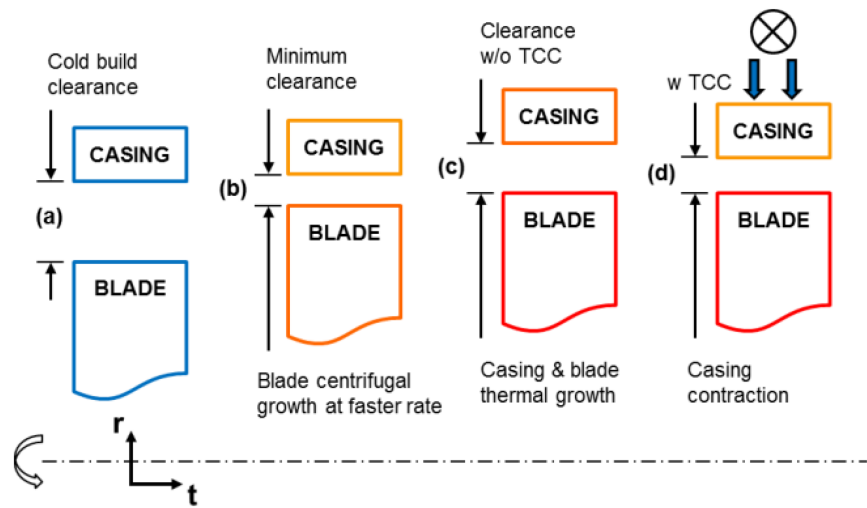 Cold build
clearance
CASING
(a)
BLADE
Minimum
clearance
CASING
(b)
BLADE
Blade centrifugal
growth at faster rate
Clearance
w/o TCC
CASING
(c)
BLADE
Casing & blade
thermal growth
w TCC
CASING
(d)
BLADE
Casing
contraction
r
t